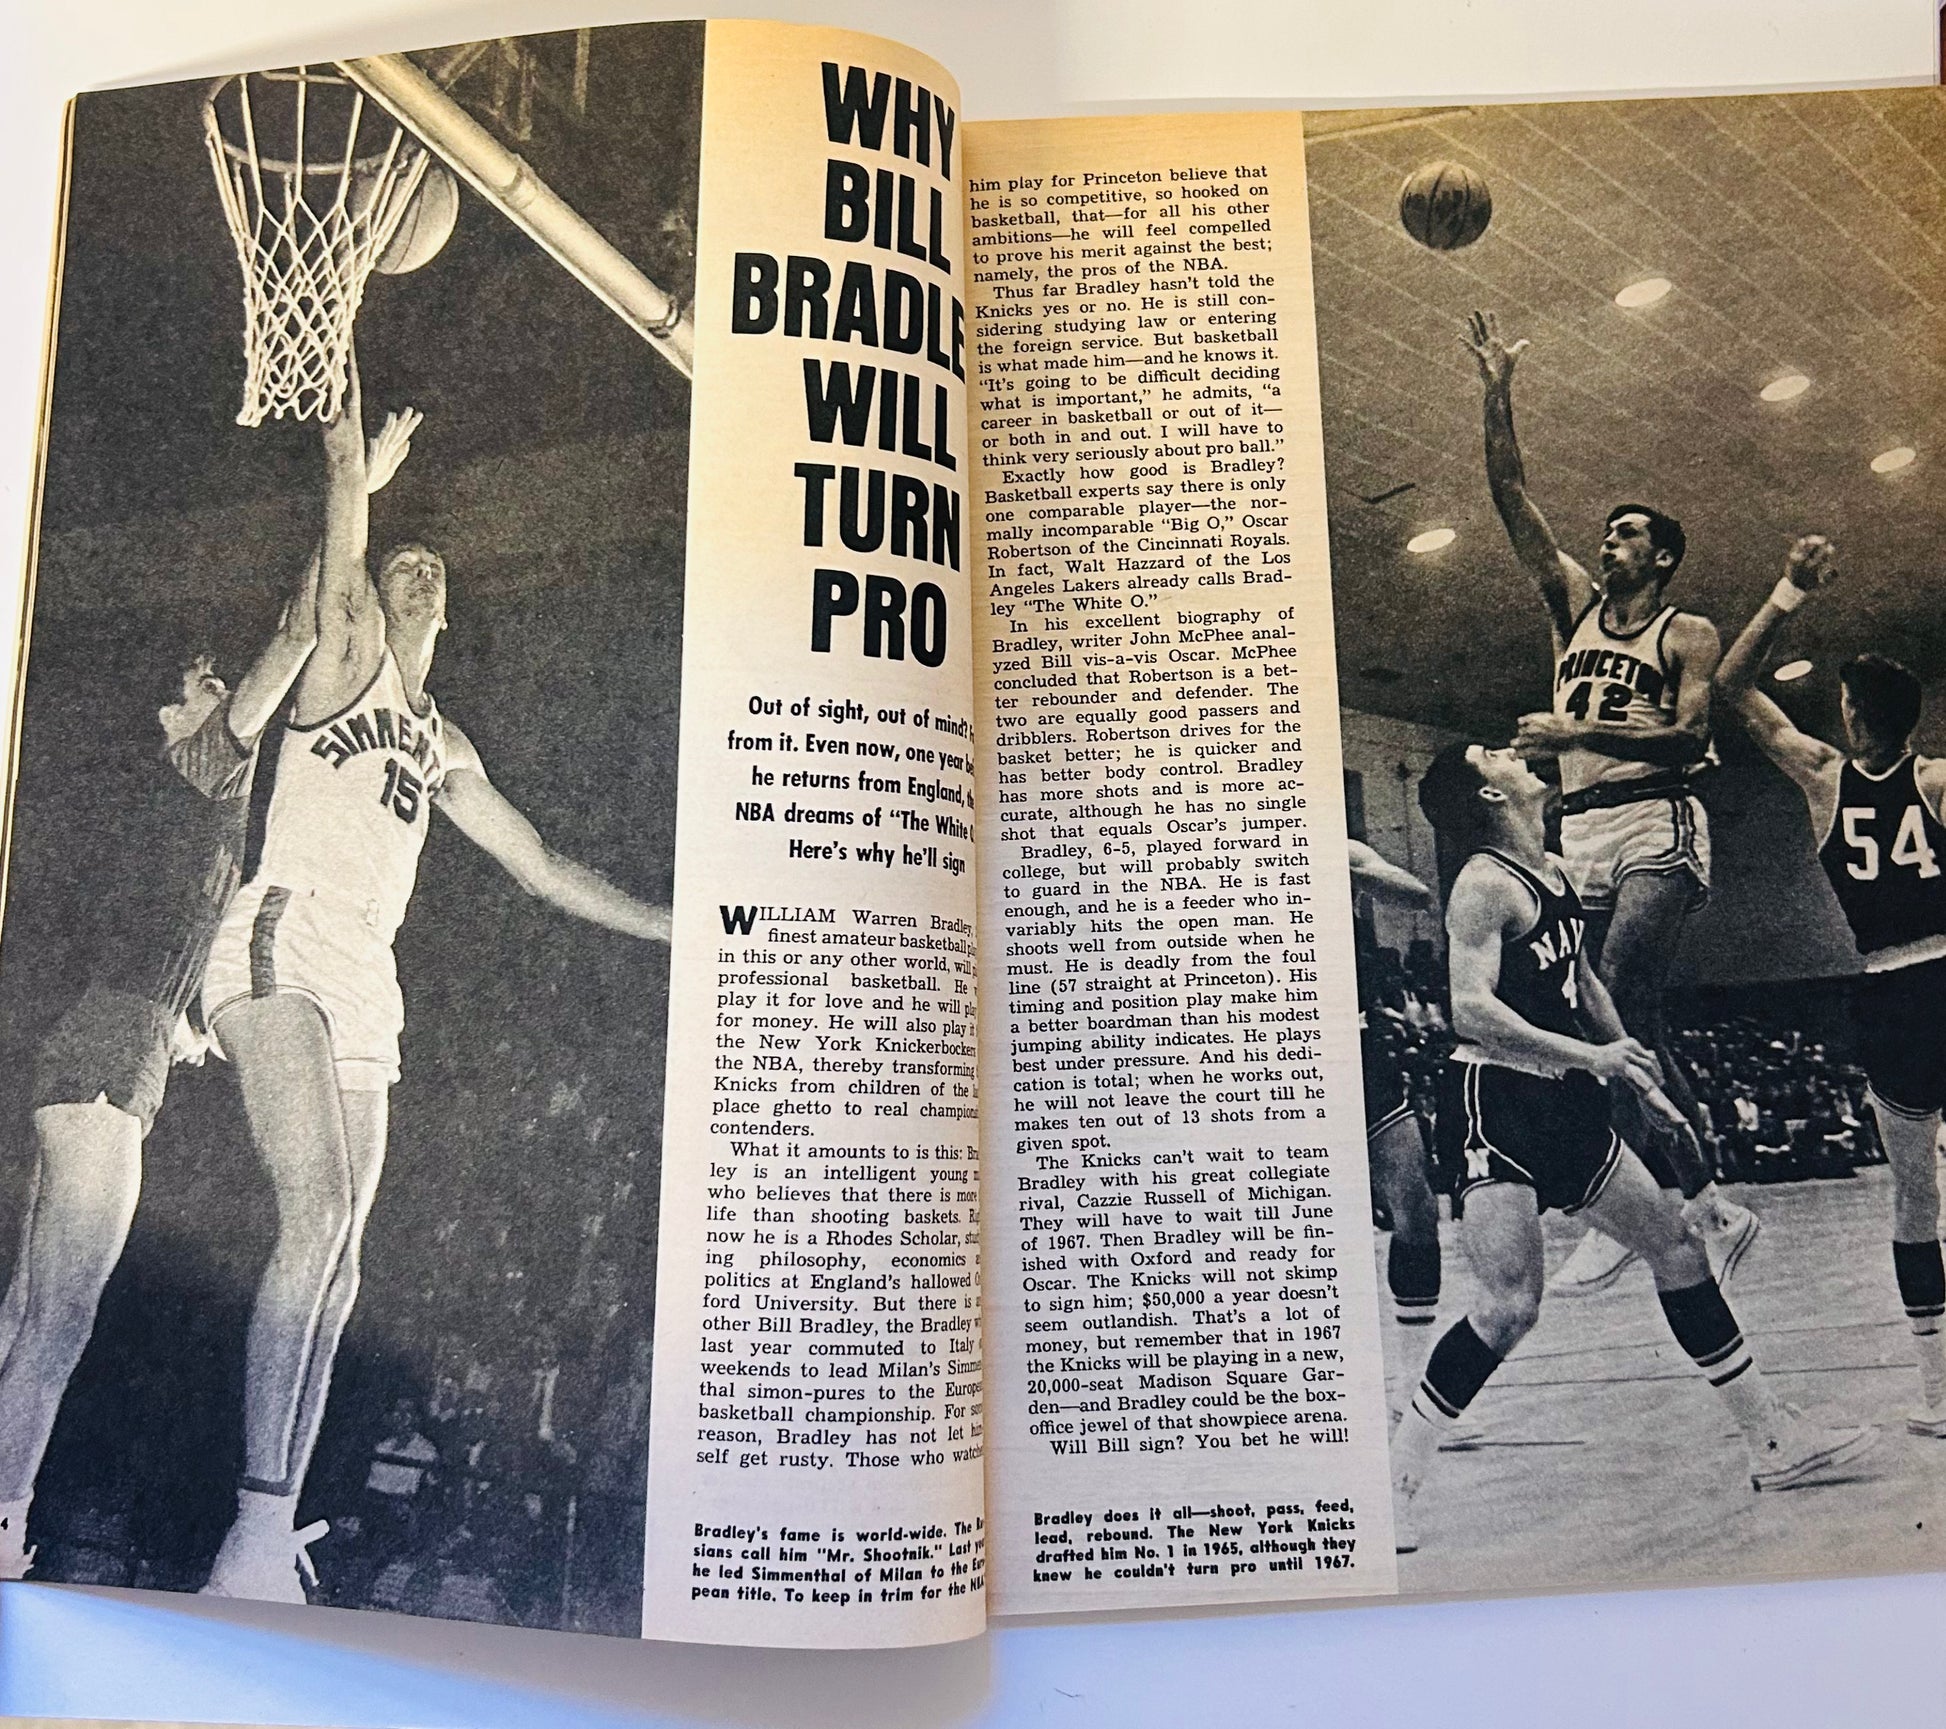 WHY
BILL
BRADLE
WILL
TURN
PRO
Out of sight, out of mind?
from it. Even now, one year
he returns from England,
NBA dreams of "The White
Here's why he'll sign
WILLIAM Warren Bradley,
finest amateur basketball
in this or any other world, will
professional basketball. He
play it for love and he will
for money. He will also play
the New York Knickerbockers
the NBA, thereby transforming
Knicks from children of the
place ghetto to real
contenders.
What it amounts to is this:
ley is an intelligent young
who believes that there is more
life than shooting baskets.
now he is a Rhodes Scholar,
ing philosophy, economics
politics at England's hallowed
ford University. But there is
other Bill Bradley, the Bradley
last year commuted to Italy
weekends to lead Milan's
thal simon-pures to the
basketball championship. For
reason, Bradley has not let
self get rusty. Those who
Bradley's fame is world-wide. The
sians call him "Mr. Shootnik." Last
he led Simmenthal of Milan to the
pean title. To keep in trim for the
4
SIMMEN
15
him play for Princeton believe that
he is so competitive, so hooked on
basketball, that—for all his other
ambitions—he will feel compelled
to prove his merit against the best;
namely, the pros of the NBA.
Thus far Bradley hasn't told the
Knicks yes or no. He is still con-
sidering studying law or entering
the foreign service. But basketball
is what made him—and he knows it.
"It's going to be difficult deciding
what is important," he admits, "a
career in basketball or out of it—
or both in and out. I will have to
think very seriously about pro ball."
Exactly how good is Bradley?
Basketball experts say there is only
one comparable player—the nor-
mally incomparable "Big O," Oscar
Robertson of the Cincinnati Royals.
In fact, Walt Hazzard of the Los
Angeles Lakers already calls Brad-
ley "The White O."
In his excellent biography of
Bradley, writer John McPhee anal-
yzed Bill vis-a-vis Oscar. McPhee
concluded that Robertson is a bet-
ter rebounder and defender. The
two are equally good passers and
dribblers. Robertson drives for the
basket better; he is quicker and
has better body control. Bradley
has more shots and is more ac-
curate, although he has no single
shot that equals Oscar's jumper.
Bradley, 6-5, played forward in
college, but will probably switch
to guard in the NBA. He is fast
enough, and he is a feeder who in-
variably hits the open man. He
shoots well from outside when he
must. He is deadly from the foul
line (57 straight at Princeton). His
timing and position play make him
a better boardman than his modest
jumping ability indicates. He plays
best under pressure. And his dedi-
cation is total; when he works out,
he will not leave the court till he
makes ten out of 13 shots from a
given spot.
The Knicks can't wait to team
Bradley with his great collegiate
rival, Cazzie Russell of Michigan.
They will have to wait till June
of 1967. Then Bradley will be fin-
ished with Oxford and ready for
Oscar. The Knicks will not skimp
to sign him; $50,000 a year doesn't
seem outlandish. That's a lot of
money, but remember that in 1967
the Knicks will be playing in a new,
20,000-seat Madison Square Gar-
den—and Bradley could be the box-
office jewel of that showpiece arena.
Will Bill sign? You bet he will!
Bradley does it all—shoot, pass, feed,
lead, rebound. The New York Knicks
drafted him No. 1 in 1965, although they
knew he couldn't turn pro until 1967.
PRINCETON
42
NAV
4
N
54